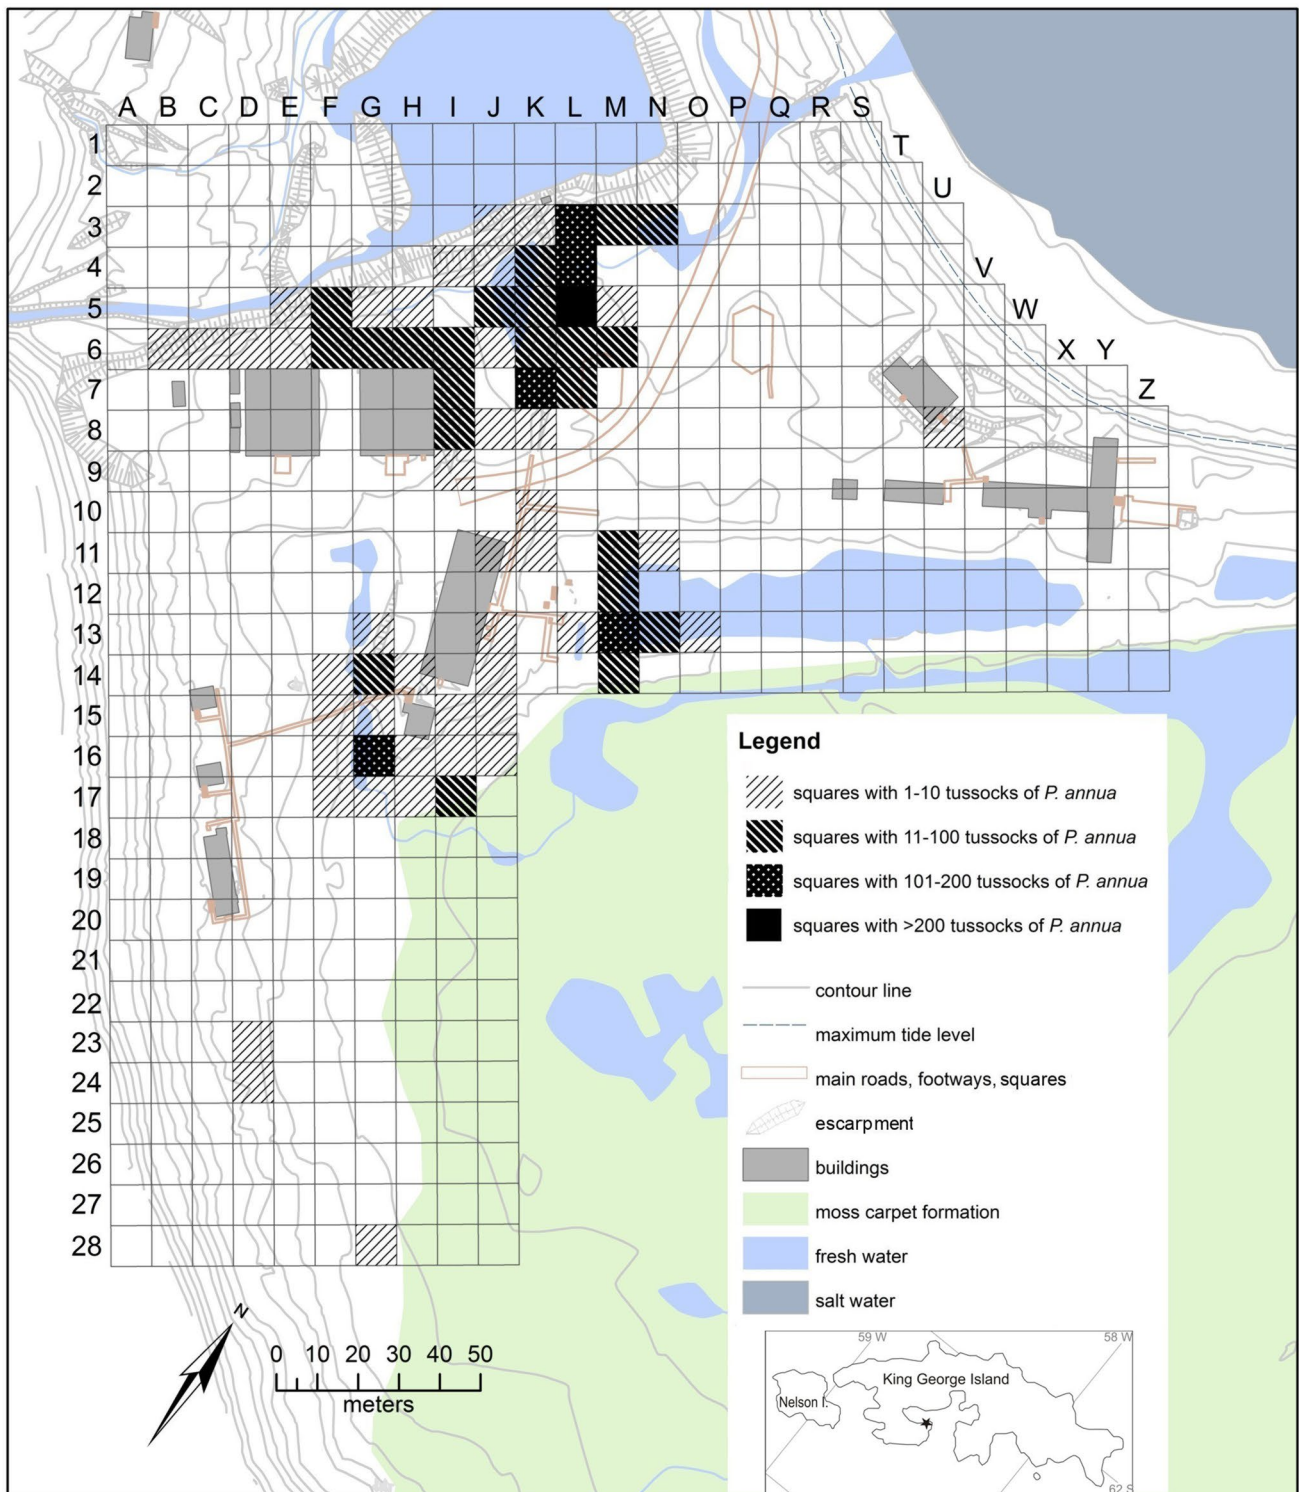 A B C D E F G H I J K L M N O P Q R S
1
T
2
U
3
4
V
5
W
6
X Y
7
Z
8
9
10
11
12
13
14
15
16
17
18
19
20
21
22
23
24
25
26
27
28
Legend
squares with 1-10 tussocks of P. annua
squares with 11-100 tussocks of P. annua
squares with 101-200 tussocks of P. annua
squares with >200 tussocks of P. annua
contour line
maximum tide level
main roads, footways, squares
escarpment
buildings
moss carpet formation
fresh water
salt water
N
0 10 20 30 40 50
meters
59 W 58 W
King George Island
Nelson I.
62 S